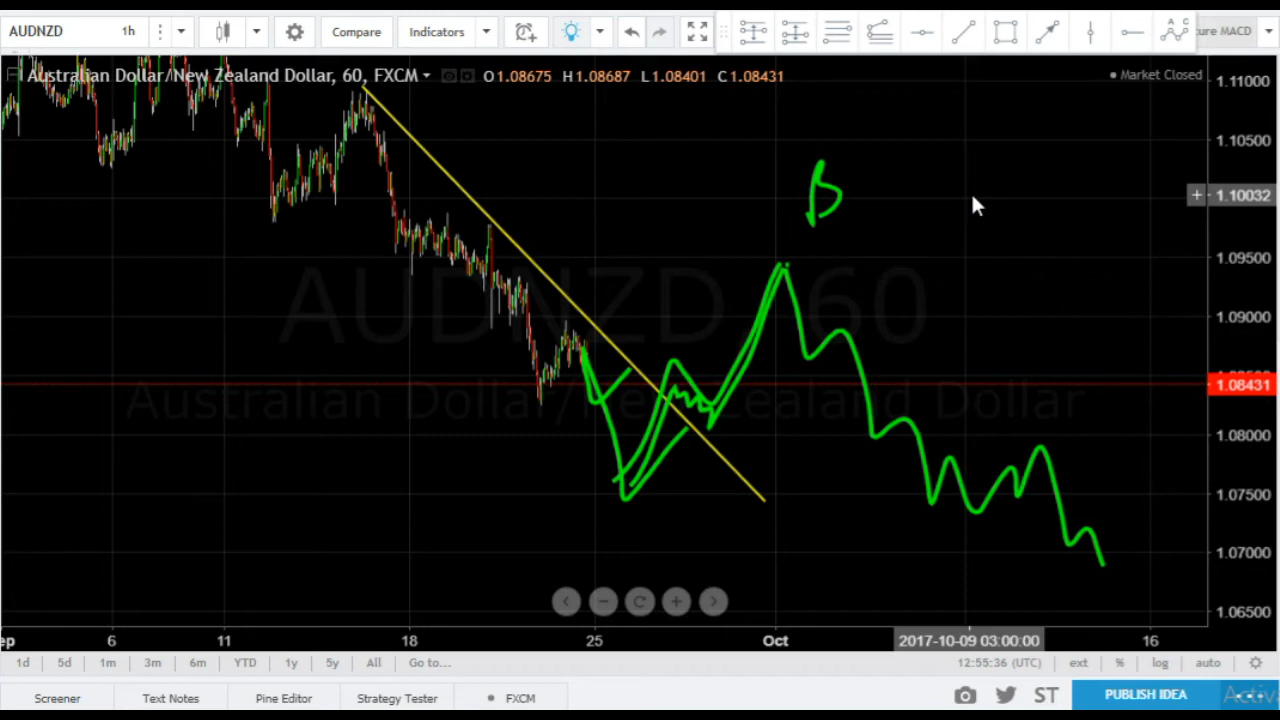 AUDNZD 1h Compare Indicators ure MACD
Australian Dollar/New Zealand Dollar, 60, FXCM O1.08675 H1.08687 L1.08401 C1.08431 Market Closed
1.11000
1.10500
+ 1.10032
B
1.09500
AUDNZD 60
1.09000
1.08431
Australian Dollar/New Zealand Dollar
1.08000
1.07500
1.07000
1.06500
ep 6 11 18 25 Oct 2017-10-09 03:00:00 16
1d 5d 1m 3m 6m YTD 1y 5y All Go to... 12:55:36 (UTC) ext % log auto
Screener Text Notes Pine Editor Strategy Tester FXCM ST PUBLISH IDEA